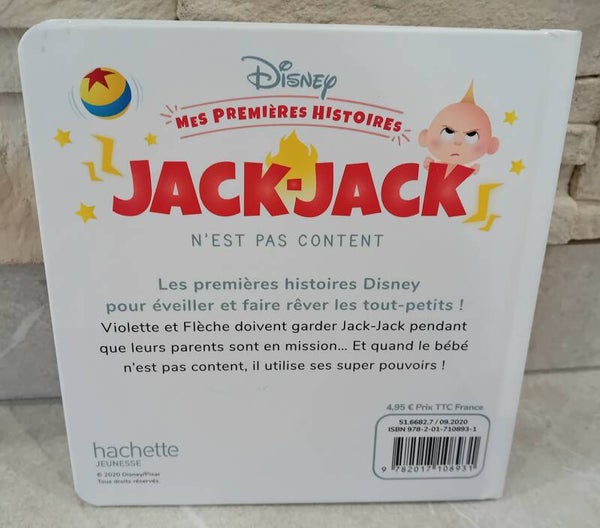 Disney
MES PREMIÈRES HISTOIRES
JACK-JACK
N'EST PAS CONTENT
Les premières histoires Disney
pour éveiller et faire rêver les tout-petits !
Violette et Flèche doivent garder Jack-Jack pendant
que leurs parents sont en mission... Et quand le bébé
n'est pas content, il utilise ses super pouvoirs !
4,95 € Prix TTC France
51.6682.7 / 09.2020
ISBN 978-2-01-710893-1
9 782017 108931
hachette
JEUNESSE
© 2020 Disney/Pixar
Tous droits réservés.